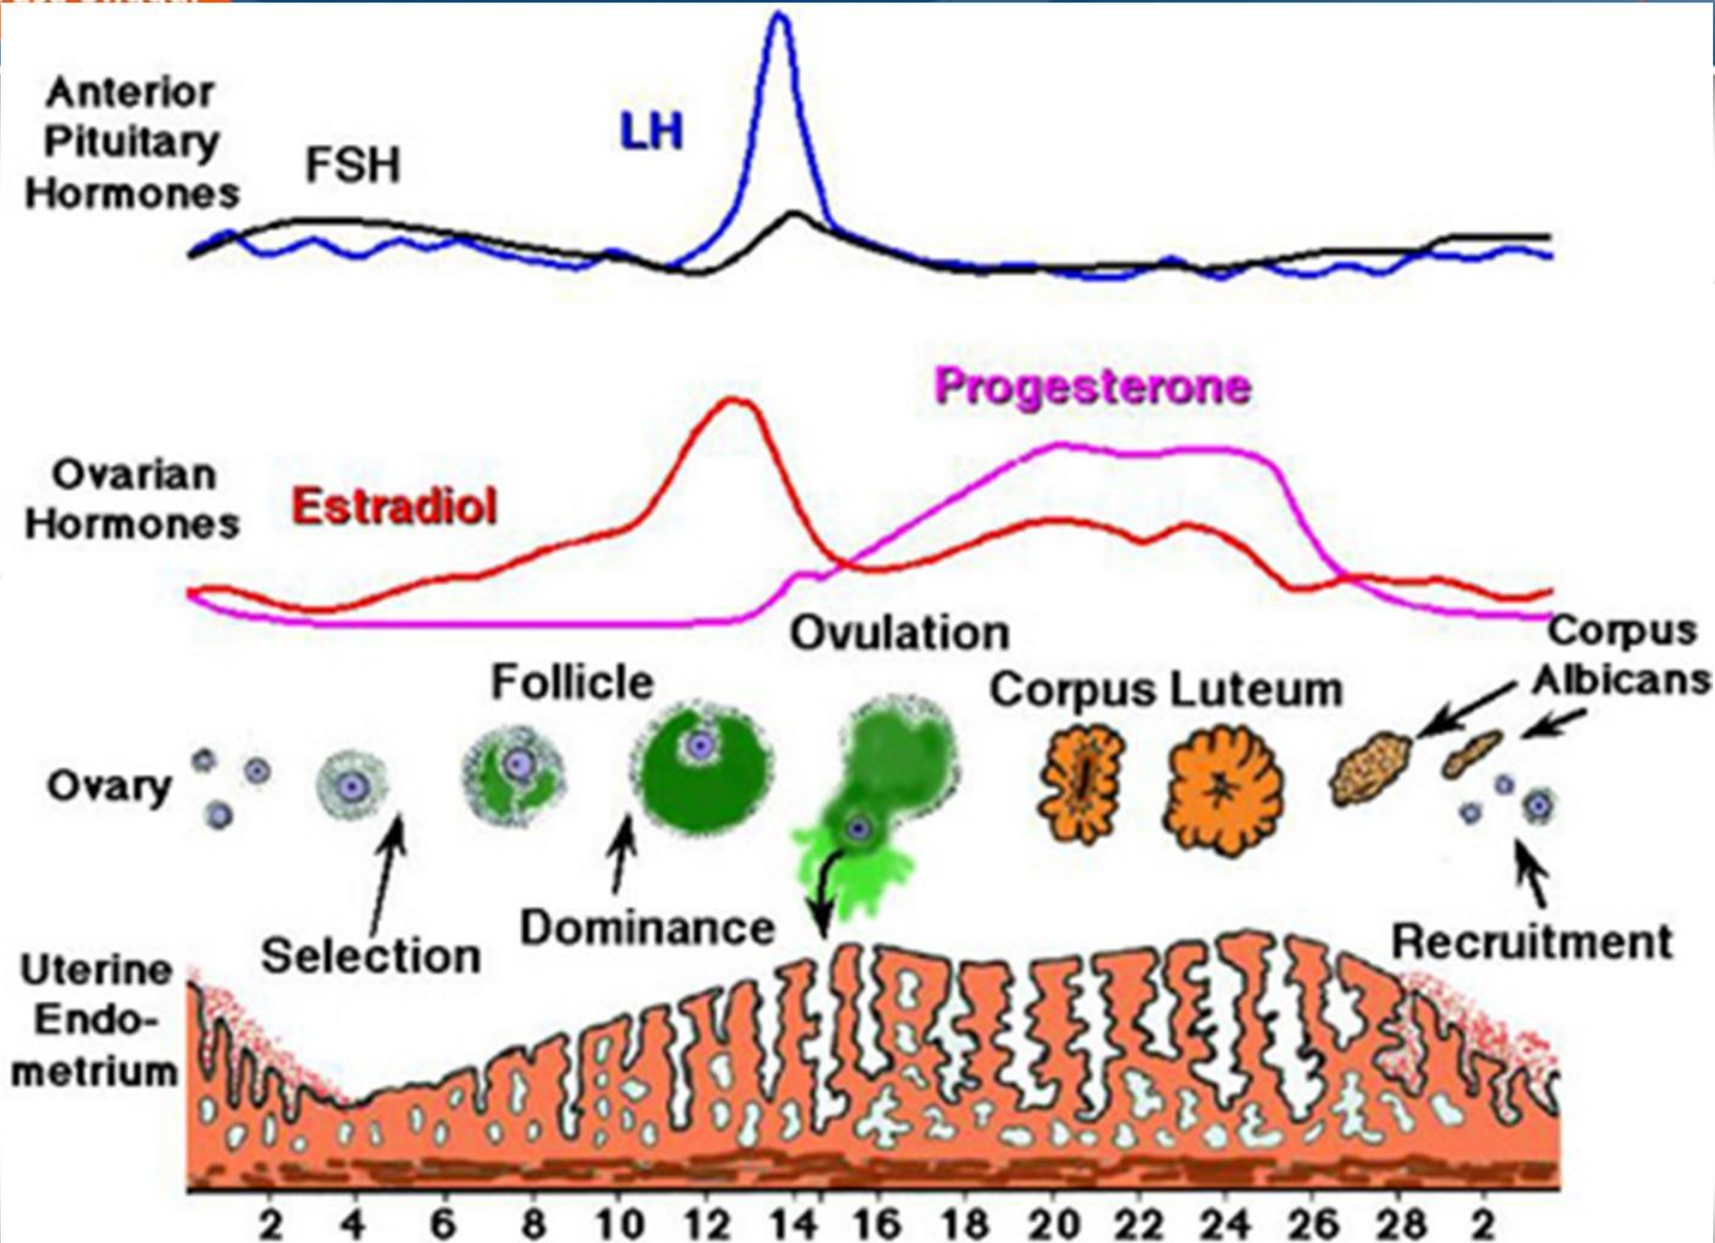 Anterior
Pituitary
Hormones
FSH
LH
Progesterone
Ovarian
Hormones
Estradiol
Ovulation
Corpus
Albicans
Follicle
Corpus Luteum
Ovary
Dominance
Selection
Recruitment
Uterine
Endo-
metrium
2 4 6 8 10 12 14 16 18 20 22 24 26 28 2